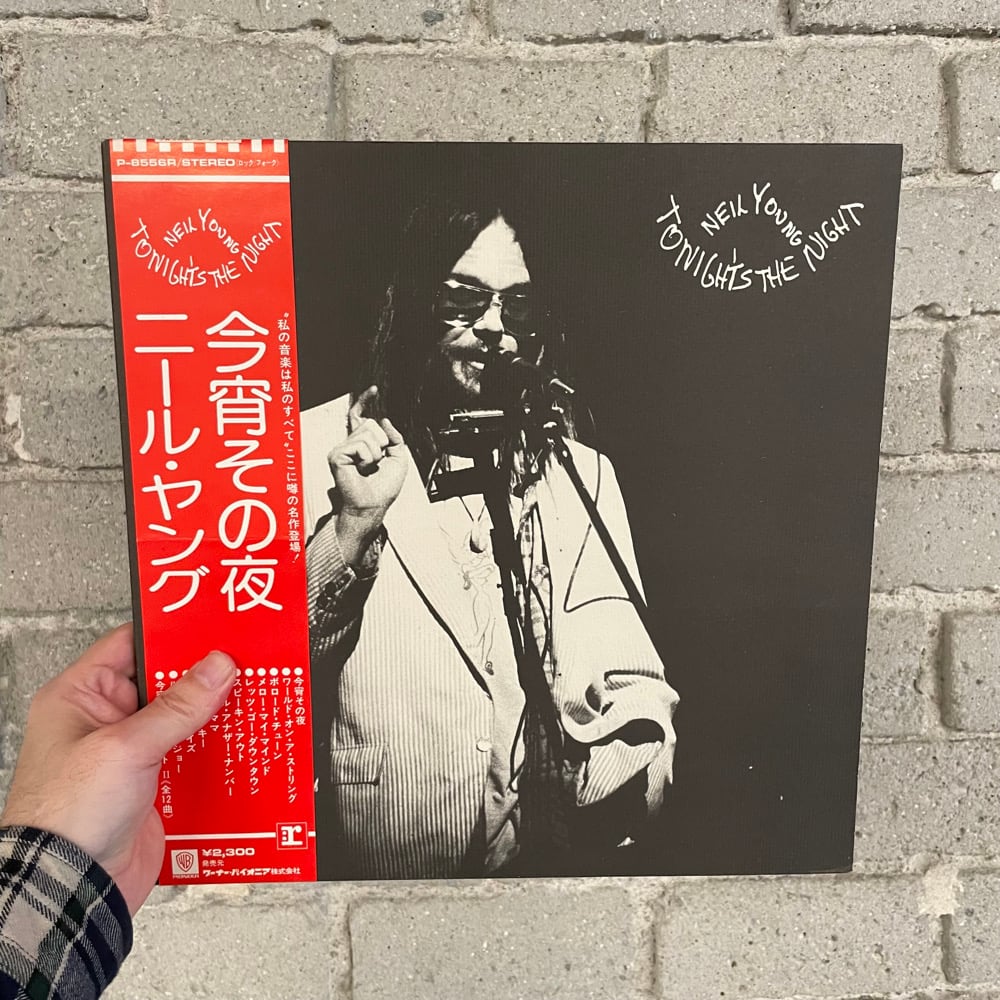 P-8556R/STEREO(ロック/フォーク)
NEIL YOUNG
TONIGHT'S THE NIGHT
“私の音楽は私のすべて”ここに噂の名作登場!
今宵その夜
ニール・ヤング
●今宵その夜
●ワールド・オン・ア・ストリング
●ボロード・チューン
●メロー・マイ・マインド
●レッツ・ゴー・ダウンタウン
スピーキン・アウト
ル・アナザー・ナンバー
ママ
キー
イズ
ジョー
●今宵
ト II(全12曲)
r
WB
PIONEER
¥2,300
発売元
ワーナー・パイオニア株式会社
NEIL YOUNG
TONIGHT'S THE NIGHT